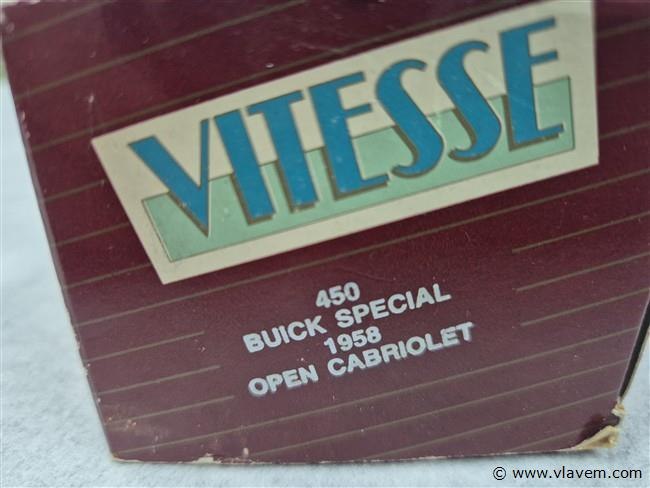 VITESSE
450
BUICK SPECIAL
1958
OPEN CABRIOLET
© www.vlavem.com